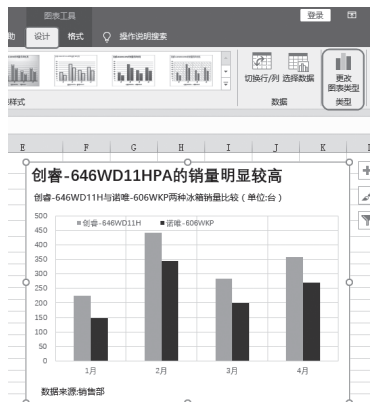 图表工具
登录
助 设计 格式 操作说明搜索
切换行/列 选择数据 更改
图表类型
样式 数据 类型
E F G H I J K
创睿-646WD11HPA的销量明显较高
创睿-646WD11H与诺唯-606WKP两种冰箱销量比较（单位:台）
创睿-646WD11H 诺唯-606WKP
500
450
400
350
300
250
200
150
100
50
0
1月 2月 3月 4月
数据来源:销售部